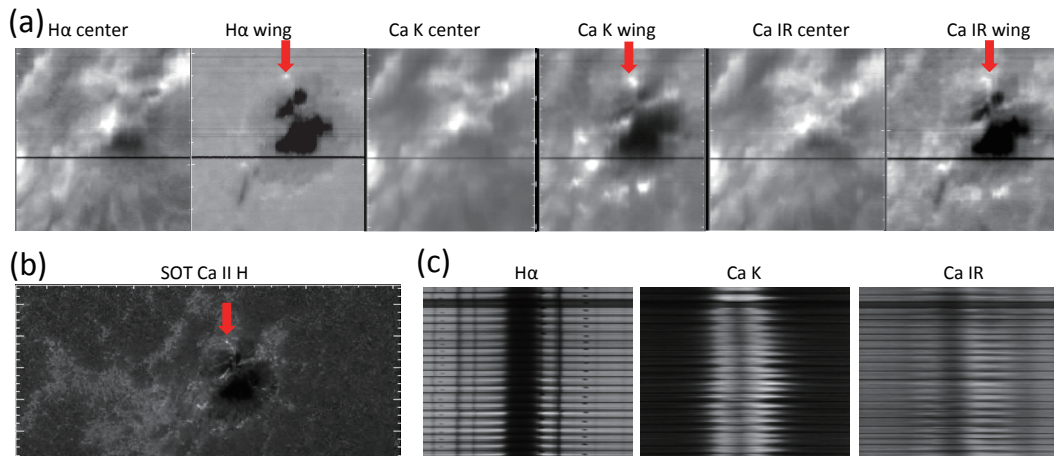 (a)
Hα center Hα wing Ca K center Ca K wing Ca IR center Ca IR wing
(b)
SOT Ca II H
(c)
Hα Ca K Ca IR